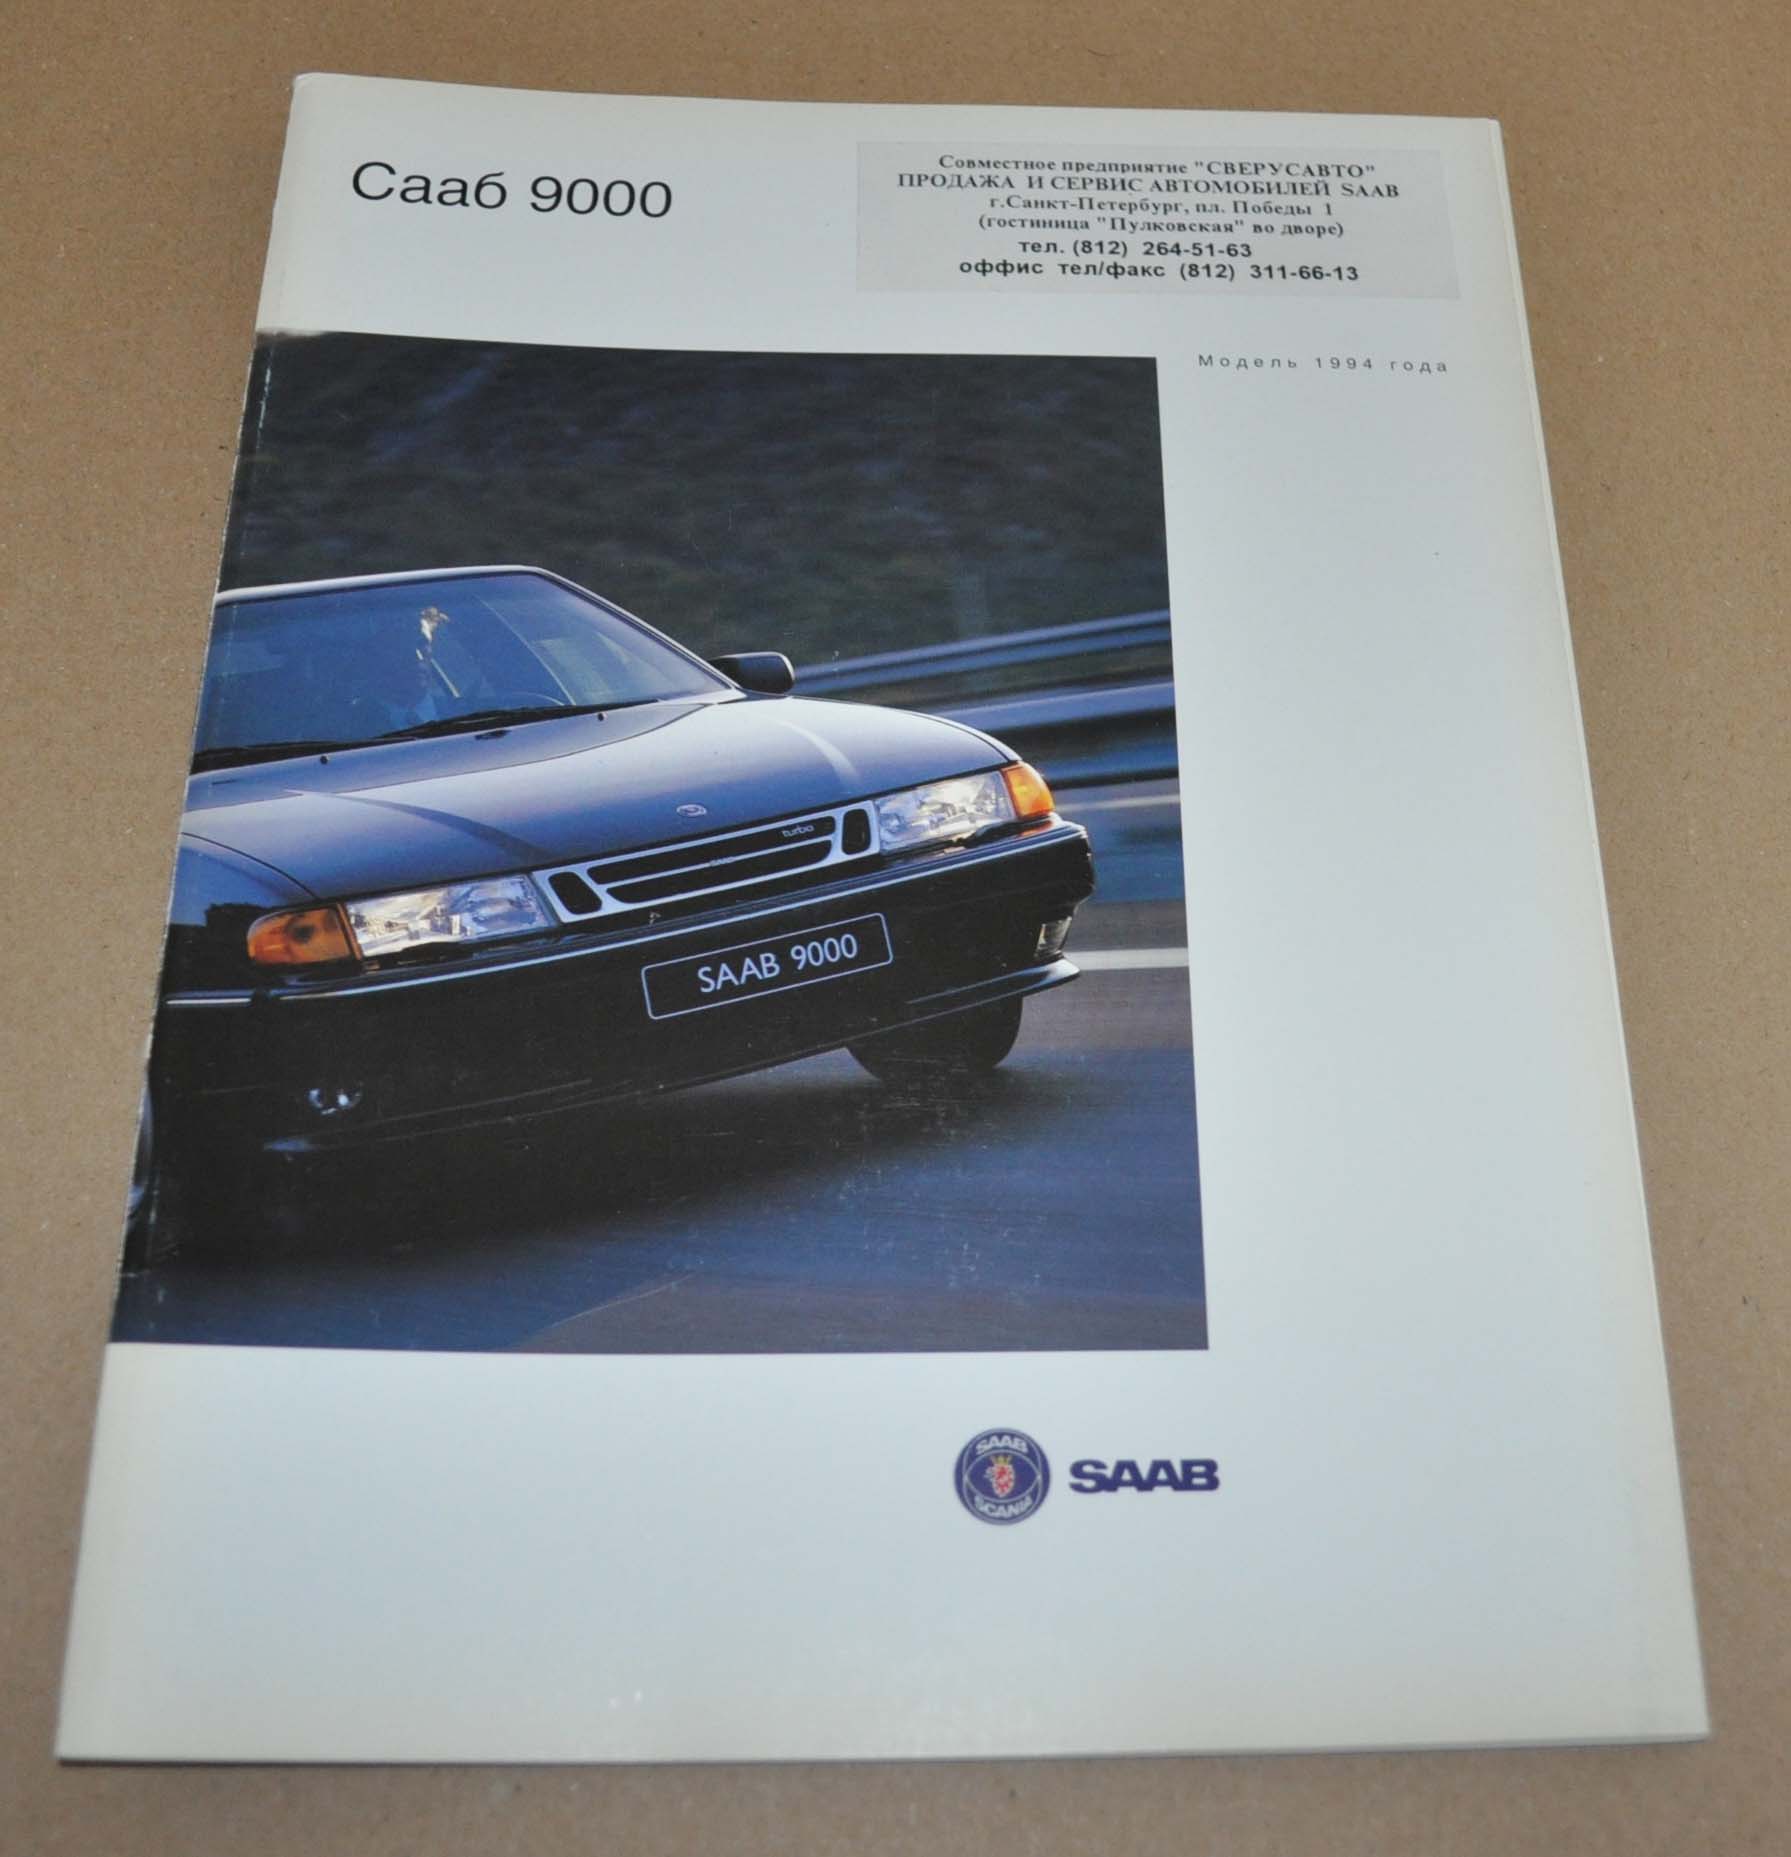 Сааб 9000
Совместное предприятие "СВЕРУСАВТО"
ПРОДАЖА И СЕРВИС АВТОМОБИЛЕЙ SAAB
г.Санкт-Петербург, пл. Победы 1
(гостиница "Пулковская" во дворе)
тел. (812) 264-51-63
оффис тел/факс (812) 311-66-13
Модель 1994 года
turbo
SAAB
SAAB 9000
SAAB
SCANIA
SAAB